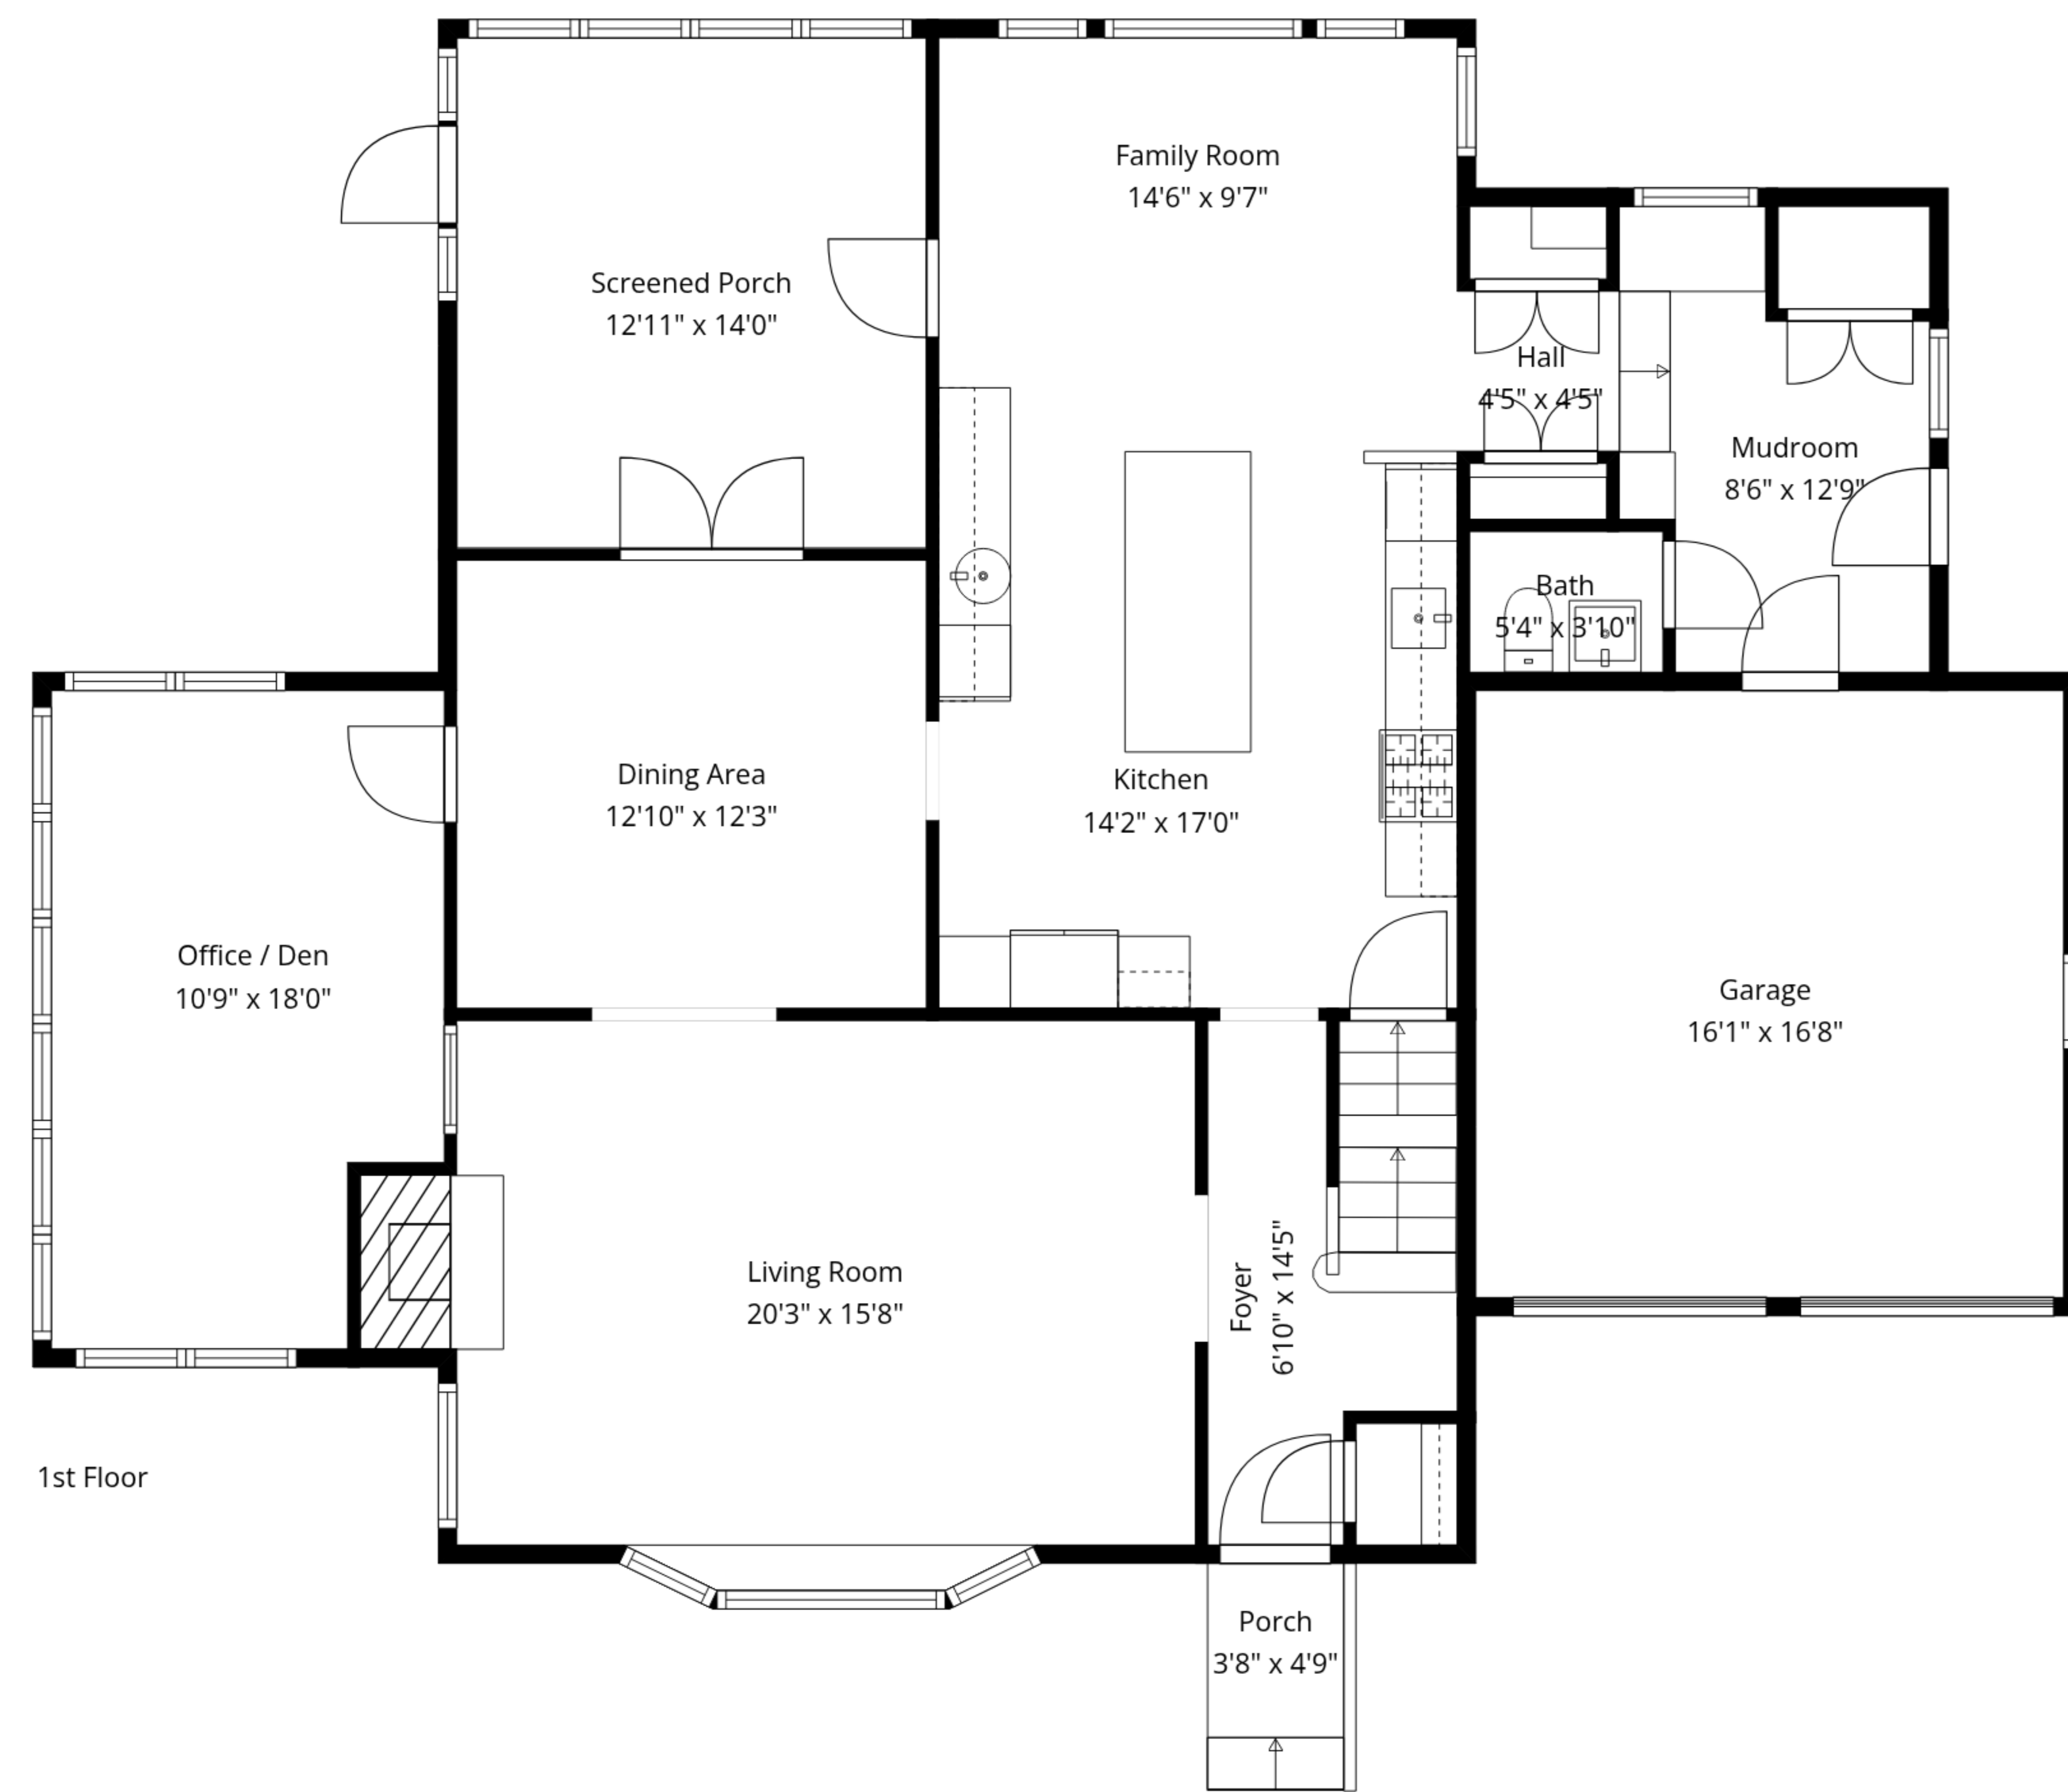 Family Room
14'6" x 9'7"
Screened Porch
12'11" x 14'0"
Hall
4'5" x 4'5"
Mudroom
8'6" x 12'9"
Bath
5'4" x 3'10"
Dining Area
12'10" x 12'3"
Kitchen
14'2" x 17'0"
Office / Den
10'9" x 18'0"
Garage
16'1" x 16'8"
Living Room
20'3" x 15'8"
Foyer
6'10" x 14'5"
1st Floor
Porch
3'8" x 4'9"